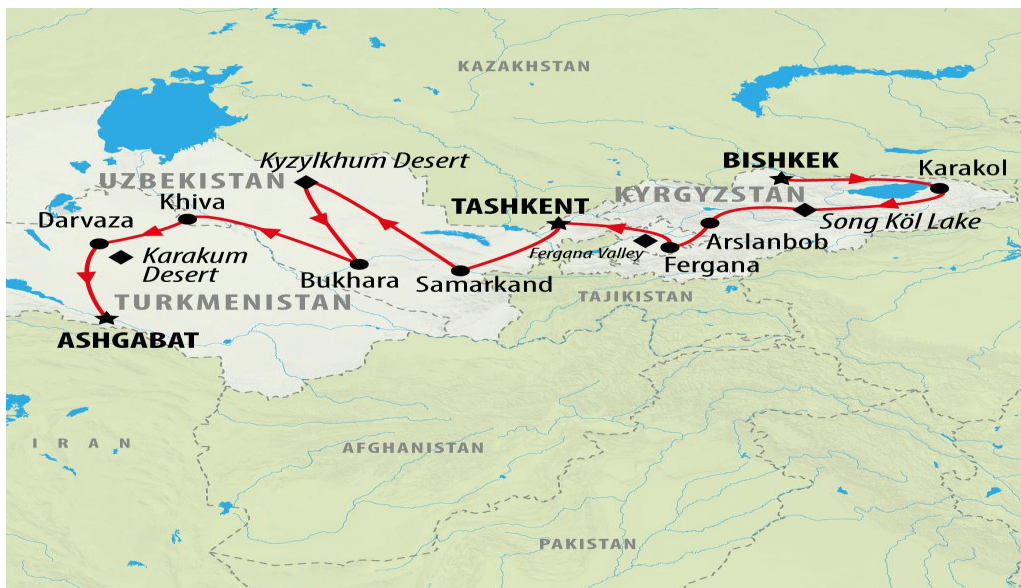 KAZAKHSTAN
BISHKEK
Karakol
Kyzylkhum Desert
UZBEKISTAN
KYRGYZSTAN
Khiva
TASHKENT
Song Köl Lake
Darvaza
Arslanbob
Fergana Valley
Fergana
Karakum
Desert
Bukhara
Samarkand
TAJIKISTAN
TURKMENISTAN
ASHGABAT
IRAN
AFGHANISTAN
PAKISTAN